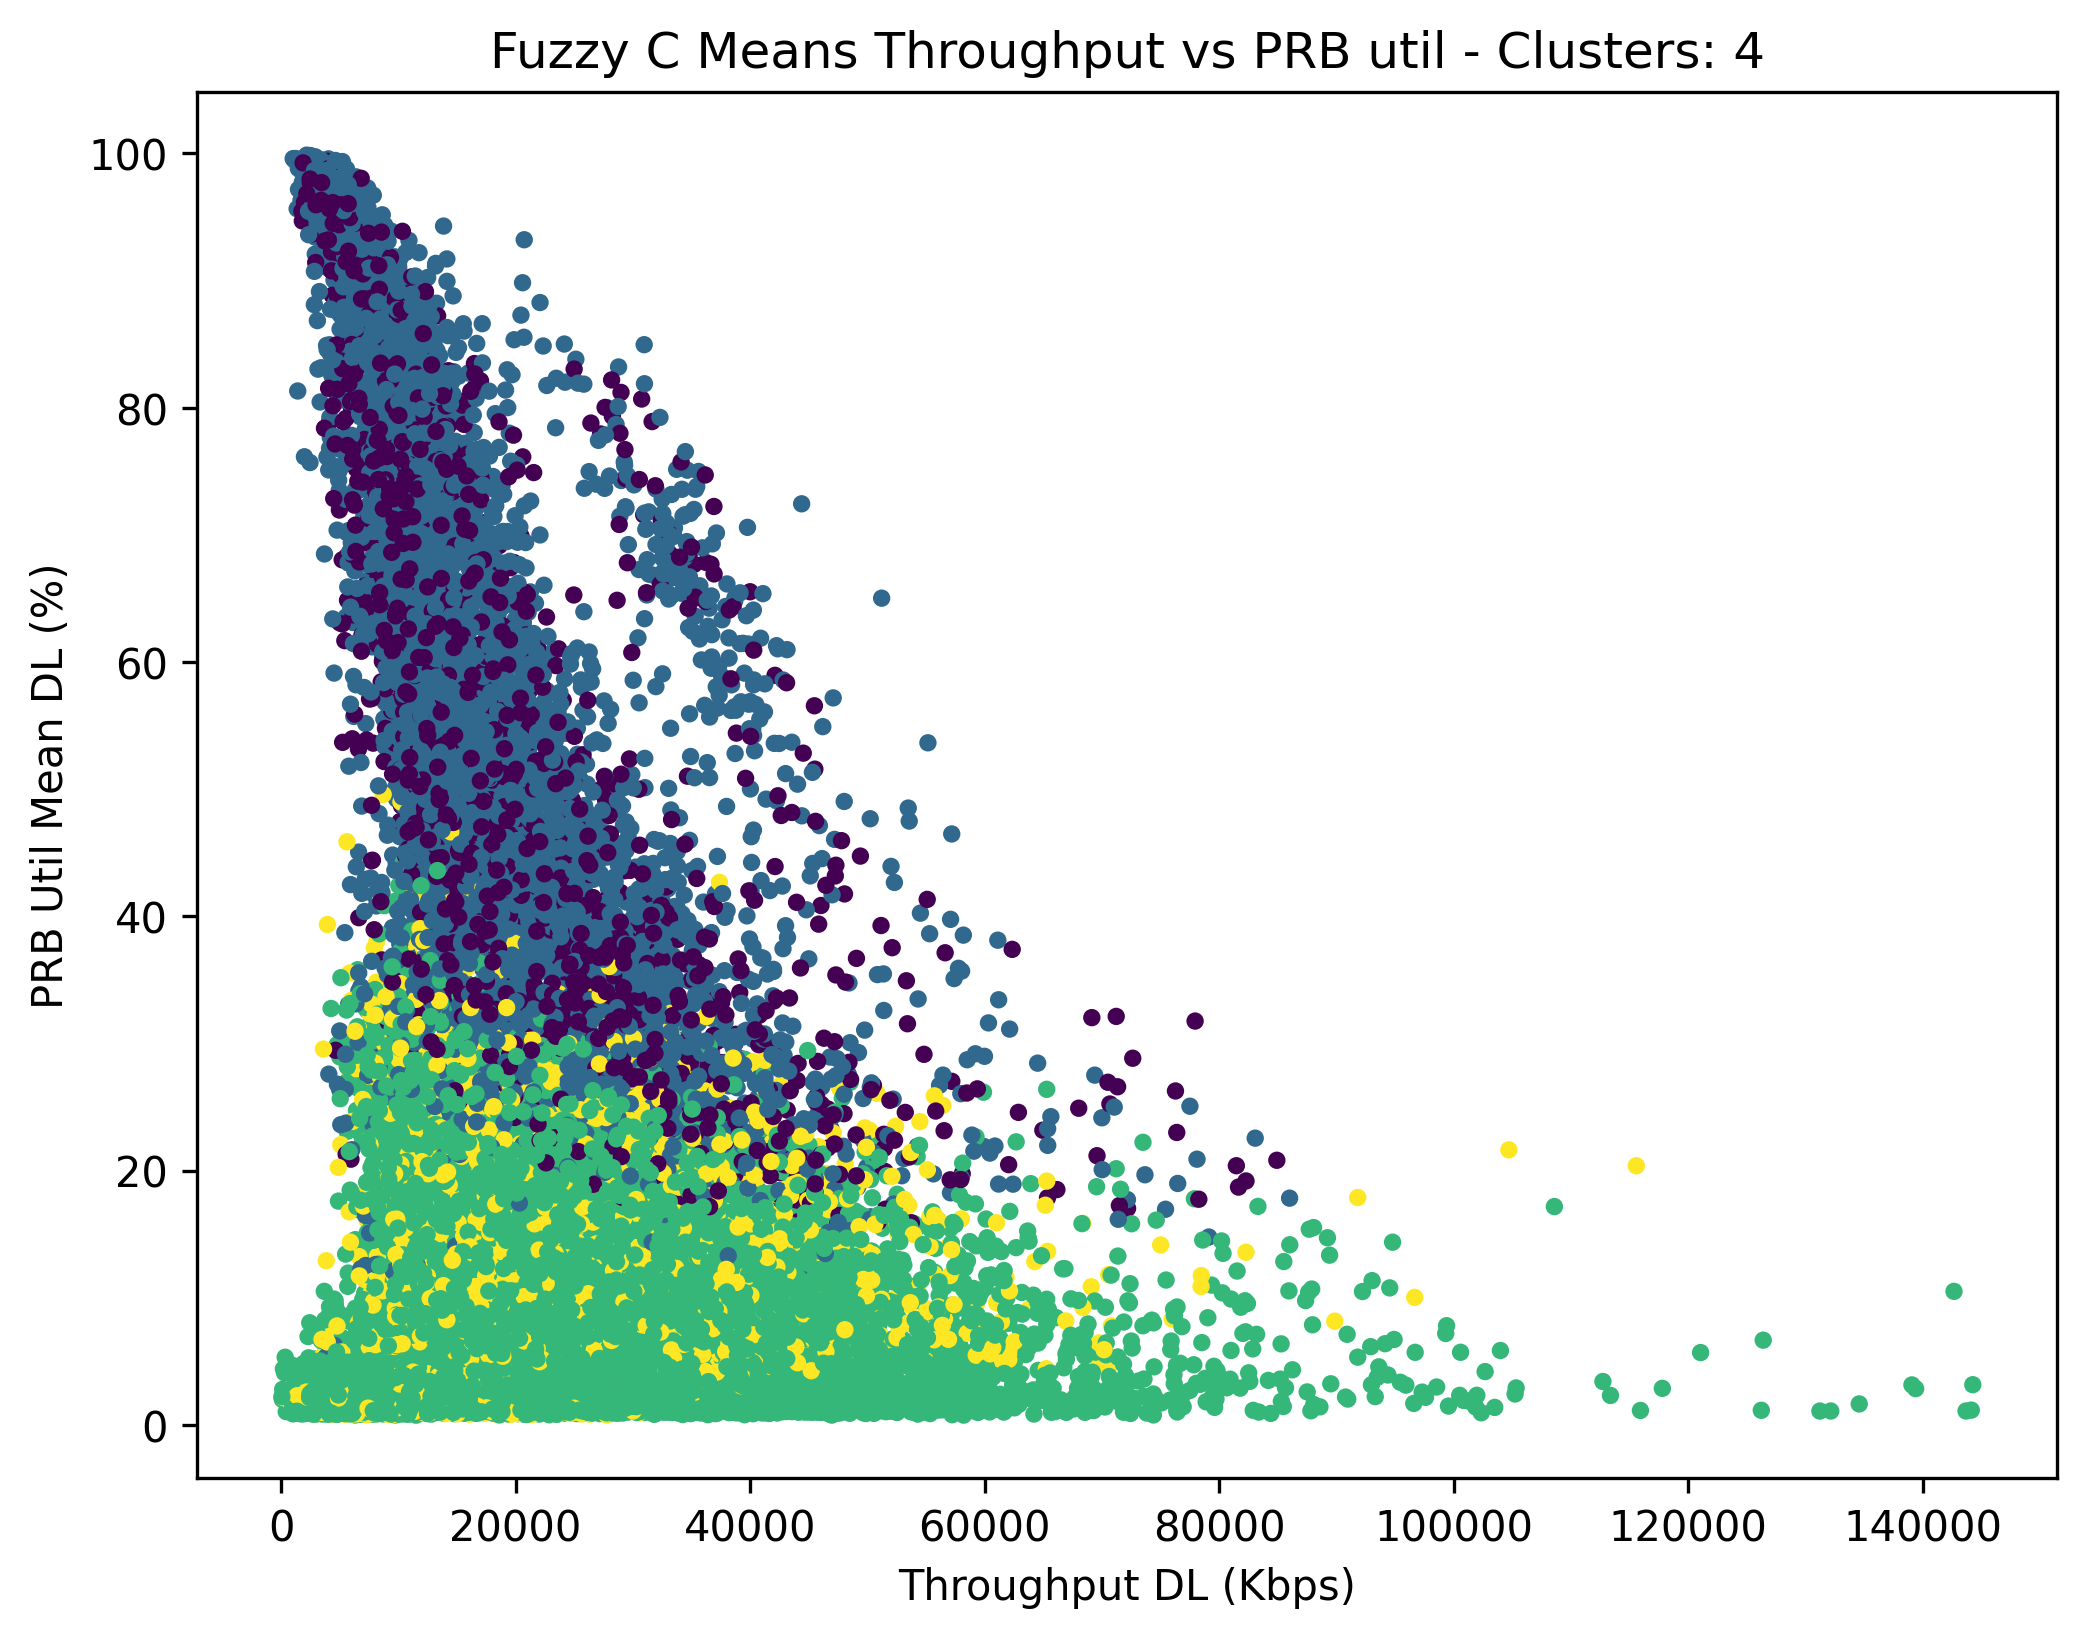 Fuzzy C Means Throughput vs PRB util - Clusters: 4
100
80
60
40
20
0
PRB Util Mean DL (%)
0 20000 40000 60000 80000 100000 120000 140000
Throughput DL (Kbps)